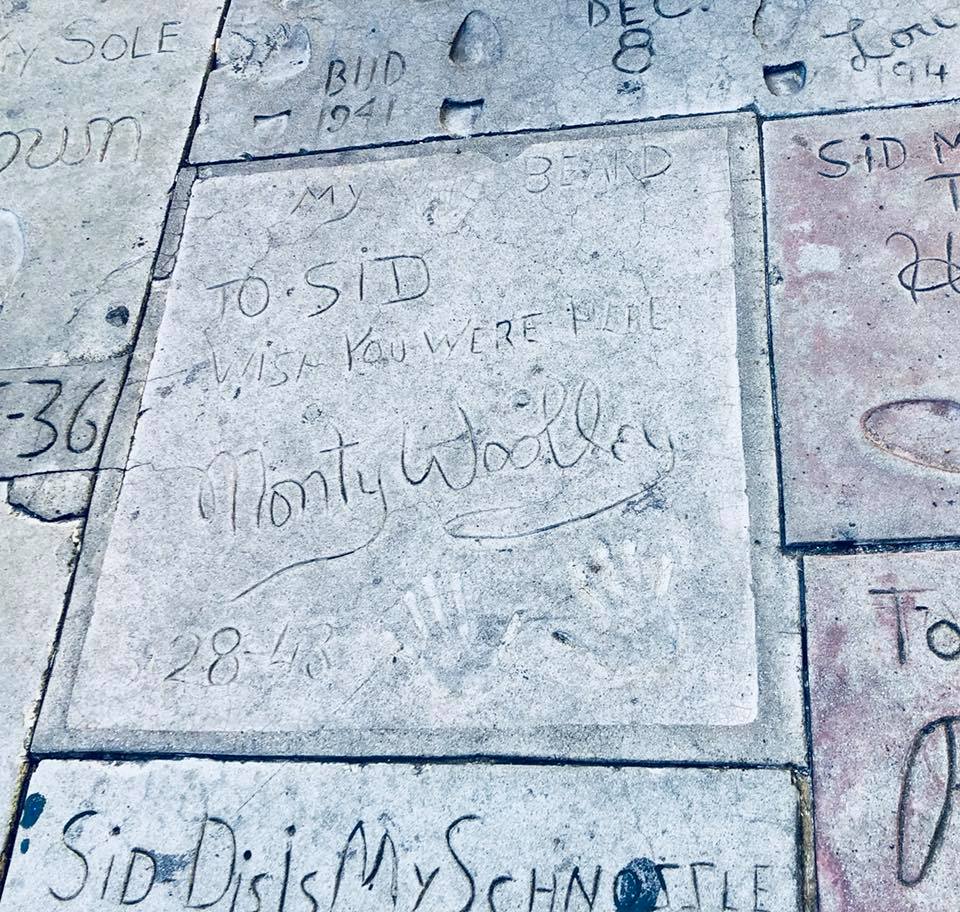 SOLE
BUD
1941
DEC.
8
194
own
MY BEARD
SiD
TO SiD
WISH YOU WERE HERE
Monty Woolley
-36
28-43
To
SiD Dis is My SCHNOZZLE